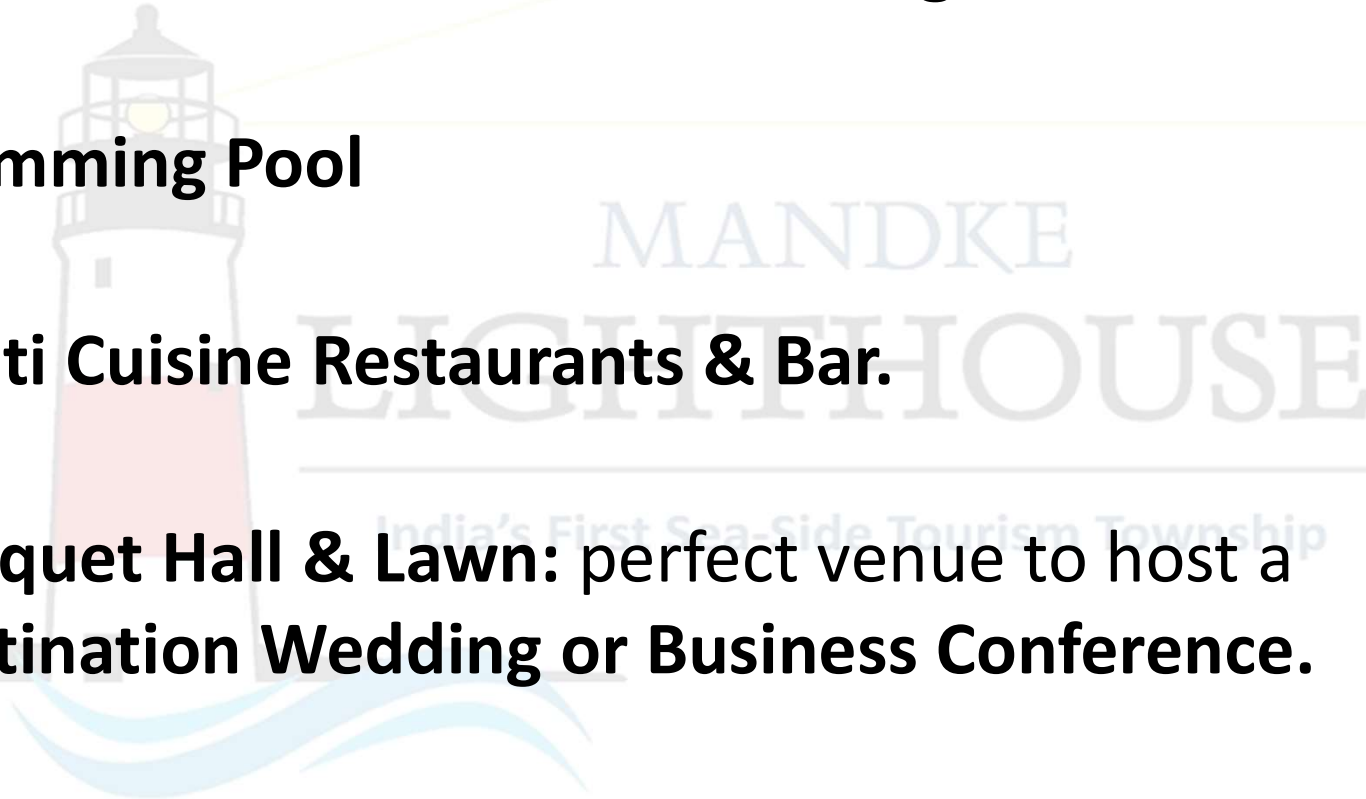 mming Pool
MANDKE
LIGHTHOUSE
ti Cuisine Restaurants & Bar.
India's First Sea-Side Tourism Township
quet Hall & Lawn: perfect venue to host a
tination Wedding or Business Conference.